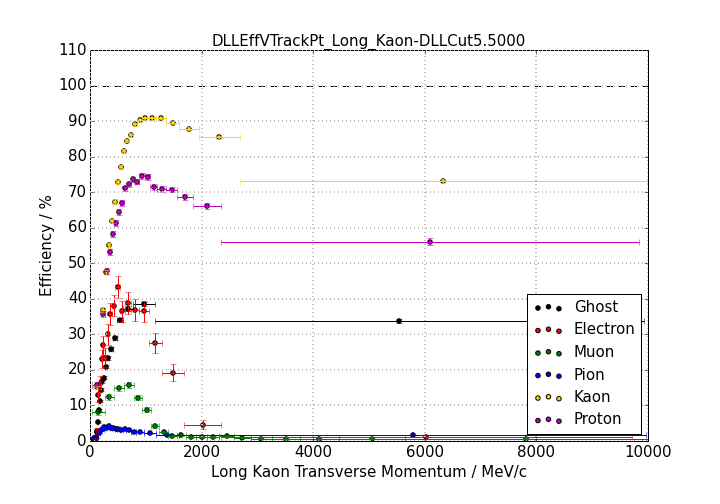 DLLEffVTrackPt_Long_Kaon-DLLCut5.5000
110
100
90
80
70
60
50
40
30
20
10
0
Efficiency / %
Ghost
Electron
Muon
Pion
Kaon
Proton
0 2000 4000 6000 8000 10000
Long Kaon Transverse Momentum / MeV/c